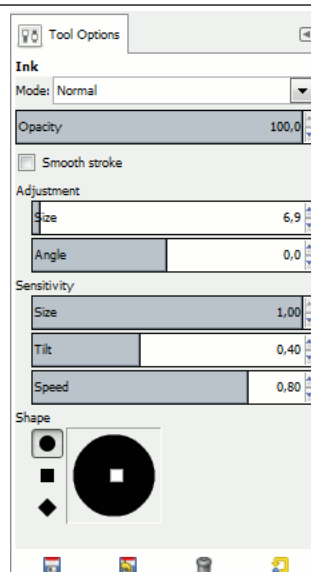 Tool Options
Ink
Mode: Normal
Opacity 100,0
Smooth stroke
Adjustment
Size 6,9
Angle 0,0
Sensitivity
Size 1,00
Tilt 0,40
Speed 0,80
Shape